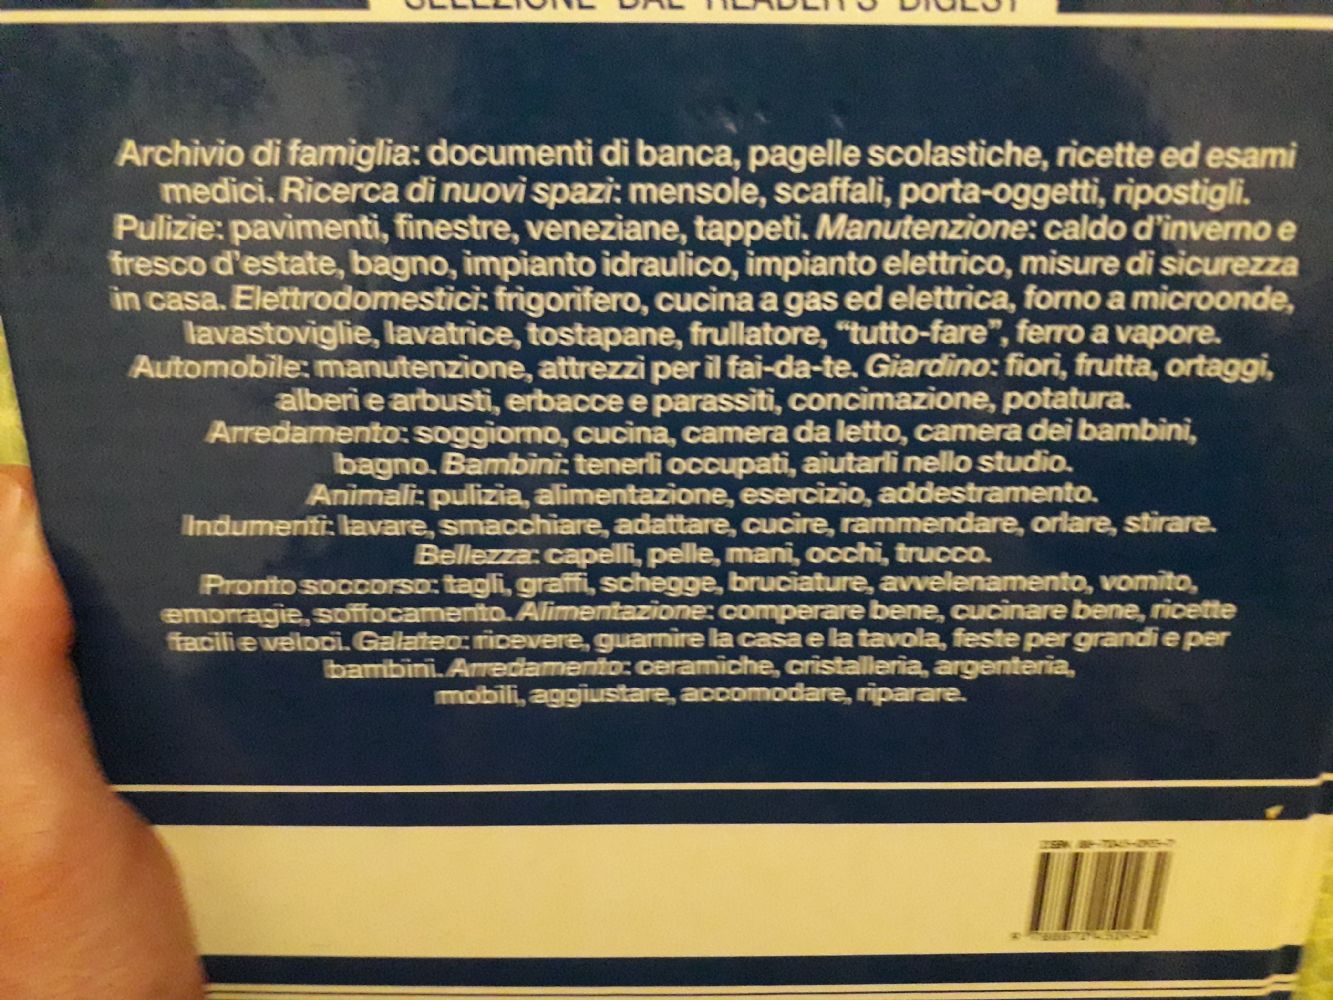 SELEZIONE DAL READER'S DIGEST
Archivio di famiglia: documenti di banca, pagelle scolastiche, ricette ed esami
medici. Ricerca di nuovi spazi: mensole, scaffali, porta-oggetti, ripostigli.
Pulizie: pavimenti, finestre, veneziane, tappeti. Manutenzione: caldo d'inverno e
fresco d'estate, bagno, impianto idraulico, impianto elettrico, misure di sicurezza
in casa. Elettrodomestici: frigorifero, cucina a gas ed elettrica, forno a microonde,
lavastoviglie, lavatrice, tostapane, frullatore, “tutto-fare”, ferro a vapore.
Automobile: manutenzione, attrezzi per il fai-da-te. Giardino: fiori, frutta, ortaggi,
alberi e arbusti, erbacce e parassiti, concimazione, potatura.
Arredamento: soggiorno, cucina, camera da letto, camera dei bambini,
bagno. Bambini: tenerli occupati, aiutarli nello studio.
Animali: pulizia, alimentazione, esercizio, addestramento.
Indumenti: lavare, smacchiare, adattare, cucire, rammendare, orlare, stirare.
Bellezza: capelli, pelle, mani, occhi, trucco.
Pronto soccorso: tagli, graffi, schegge, bruciature, avvelenamento, vomito,
emorragie, soffocamento. Alimentazione: comperare bene, cucinare bene, ricette
facili e veloci. Galateo: ricevere, guarnire la casa e la tavola, feste per grandi e per
bambini. Arredamento: ceramiche, cristalleria, argenteria,
mobili, aggiustare, accomodare, riparare.
ISBN